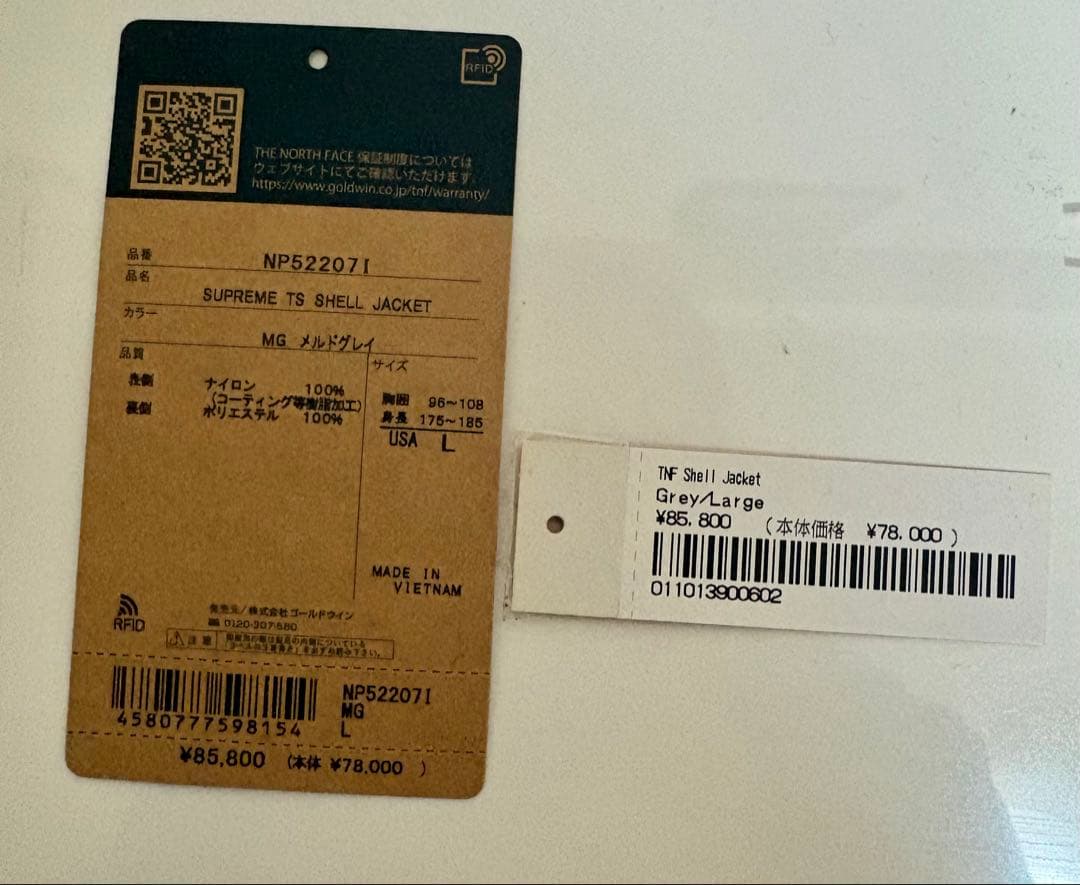 RFID
THE NORTH FACE 保証制度については
ウェブサイトにてご確認いただけます。
https://www.goldwin.co.jp/tnf/warranty/
品番
NP52207I
品名
SUPREME TS SHELL JACKET
カラー
MG メルドグレイ
品質
表側 ナイロン 100%
(コーティング等樹脂加工)
裏側 ポリエステル 100%
サイズ
胸囲 96〜108
身長 175〜185
USA L
MADE IN
VIETNAM
RFID
発売元/株式会社ゴールドウイン
0120-307-560
注意
4580777598154
NP52207I
MG
L
¥85,800 (本体 ¥78,000 )
TNF Shell Jacket
Grey/Large
¥85,800 (本体価格 ¥78,000 )
011013900602